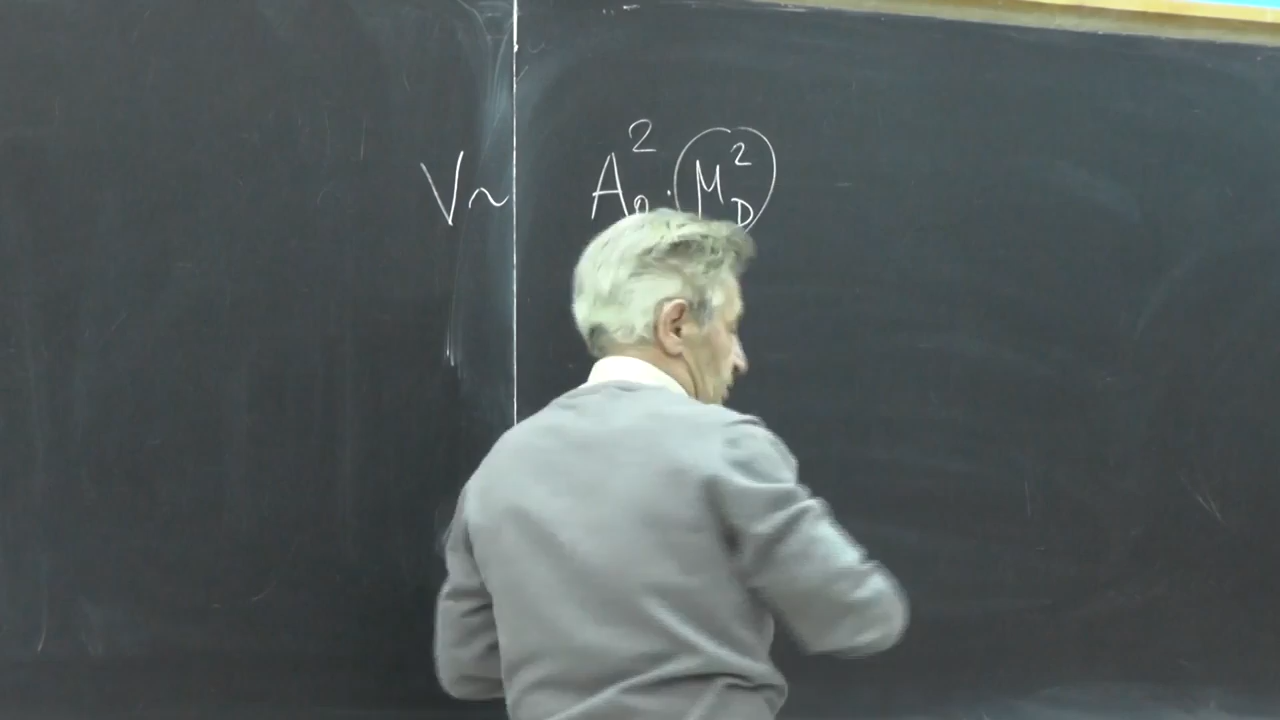 V ~ A₀² · M_D²